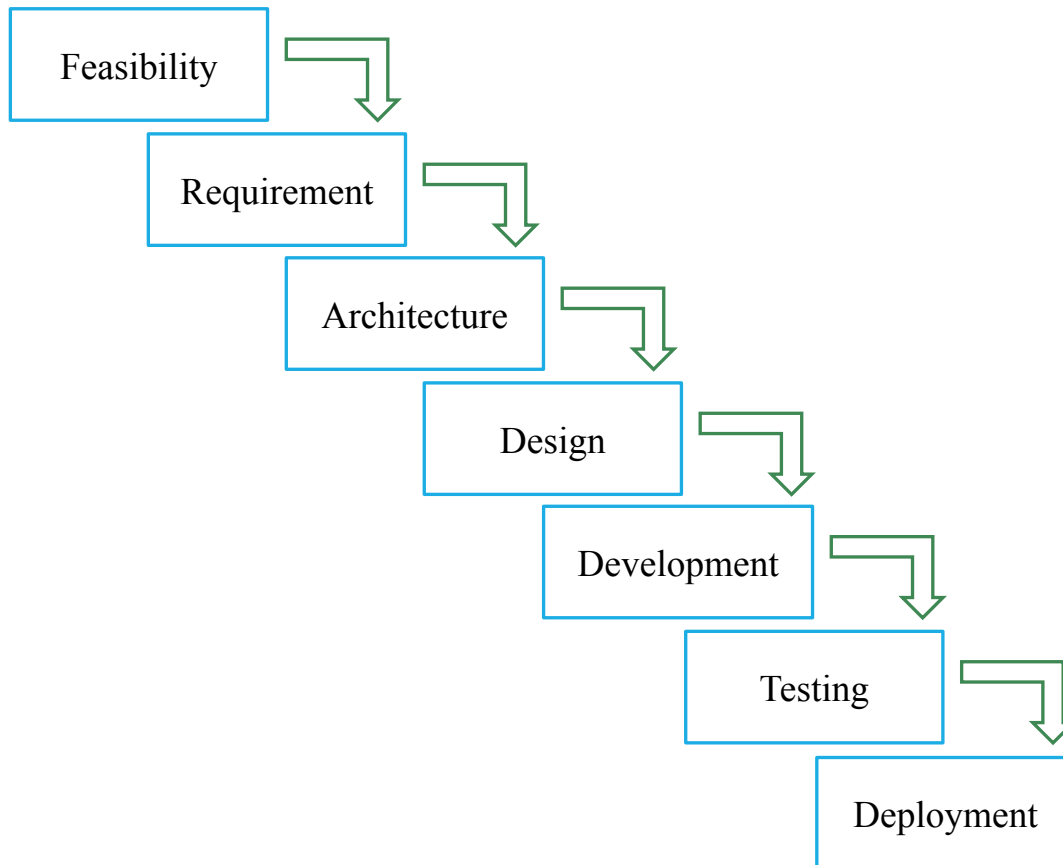 Feasibility
Requirement
Architecture
Design
Development
Testing
Deployment